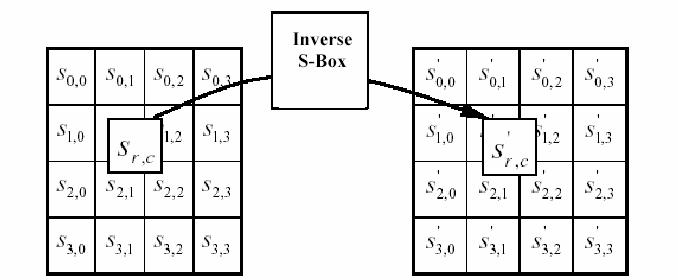 Inverse
S-Box
S0,0 S0,1 S0,2 S0,3 S'0,0 S'0,1 S'0,2 S'0,3
S1,0 1,2 S1,3 S'1,0 '1,2 S'1,3
Sr,c S'r,c
S2,0 S2,1 S2,2 S2,3 S'2,0 S'2,1 S'2,2 S'2,3
S3,0 S3,1 S3,2 S3,3 S'3,0 S'3,1 S'3,2 S'3,3